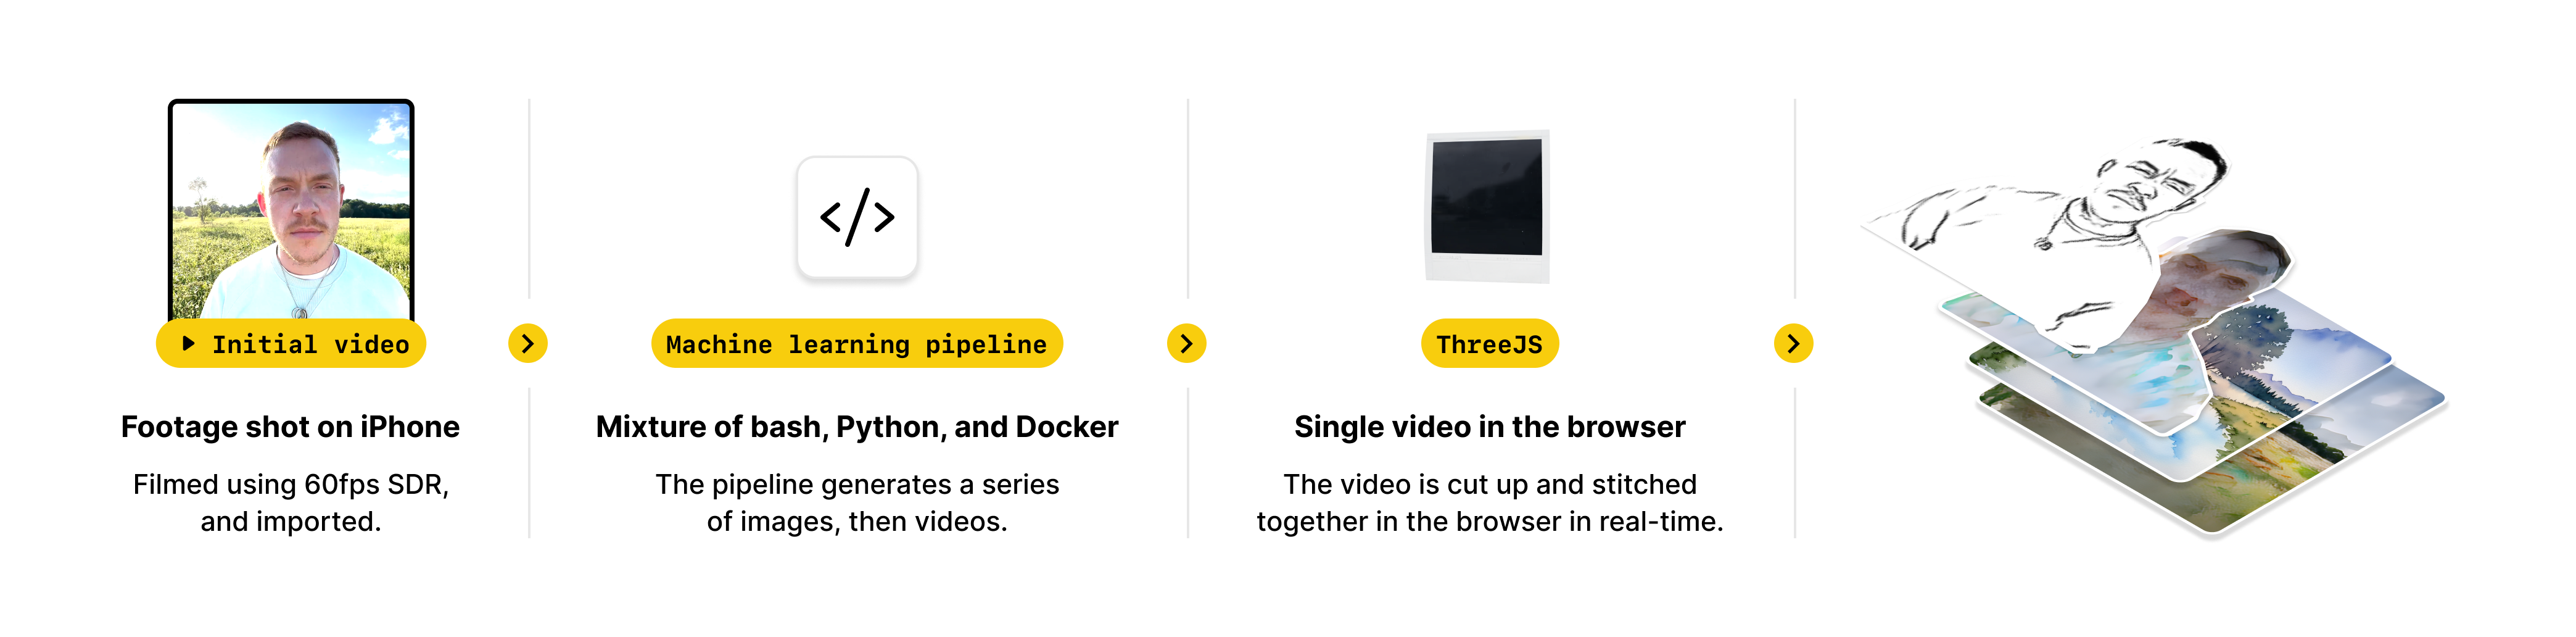 Initial video
Footage shot on iPhone
Filmed using 60fps SDR,
and imported.
</>
Machine learning pipeline
Mixture of bash, Python, and Docker
The pipeline generates a series
of images, then videos.
ThreeJS
Single video in the browser
The video is cut up and stitched
together in the browser in real-time.